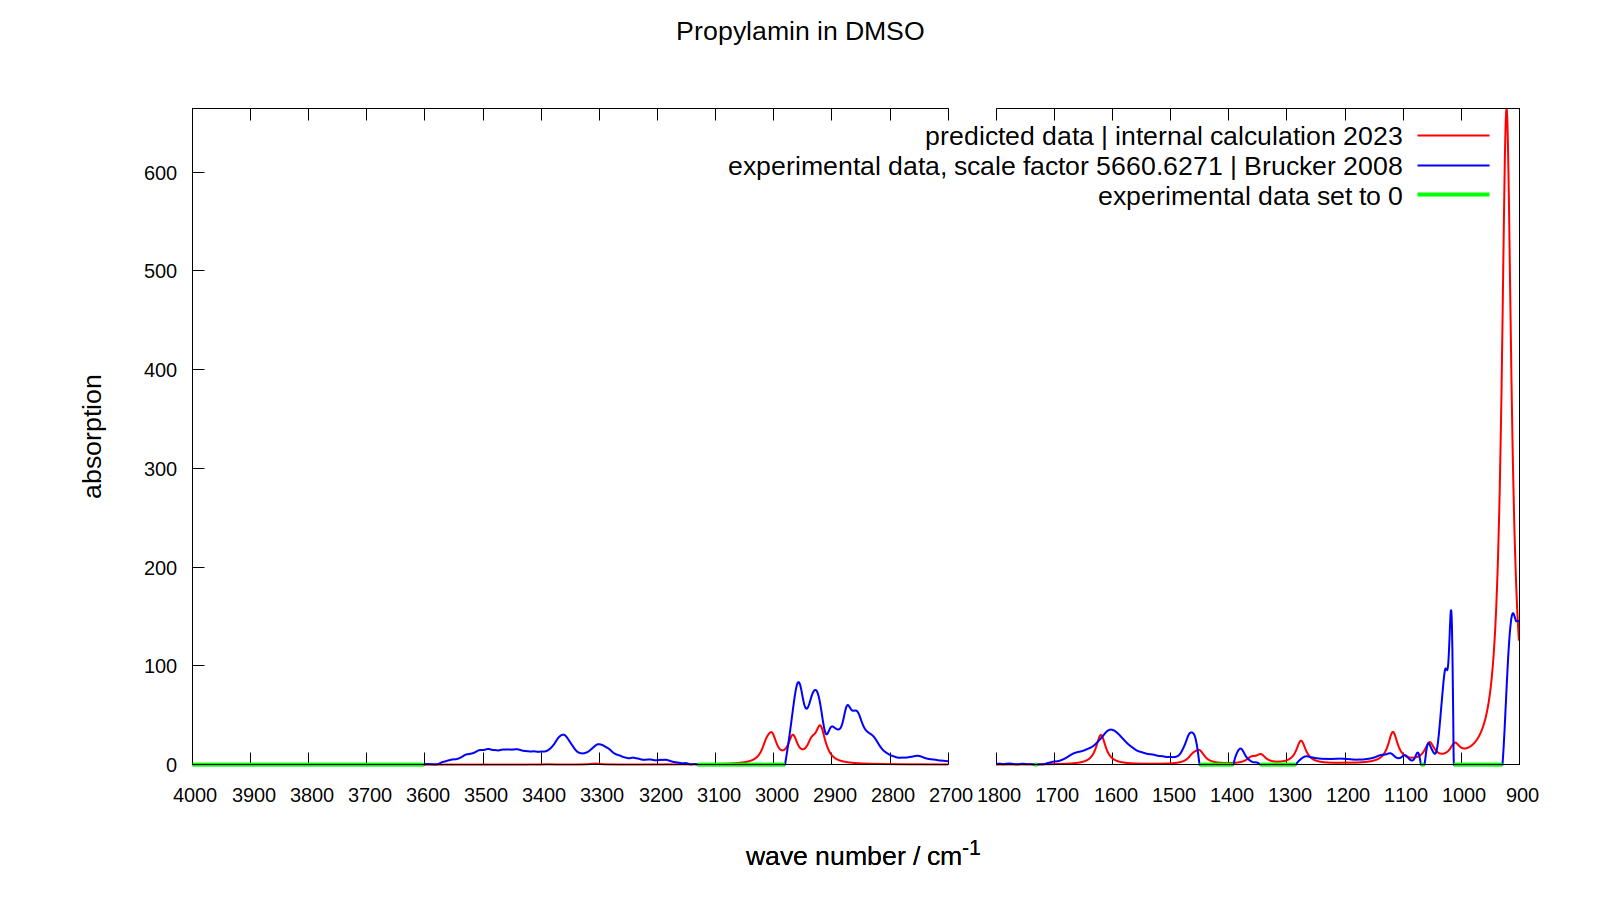 Propylamin in DMSO
predicted data | internal calculation 2023
experimental data, scale factor 5660.6271 | Brucker 2008
experimental data set to 0
600
500
400
300
200
100
0
absorption
4000 3900 3800 3700 3600 3500 3400 3300 3200 3100 3000 2900 2800 2700 1800 1700 1600 1500 1400 1300 1200 1100 1000 900
wave number / cm-1